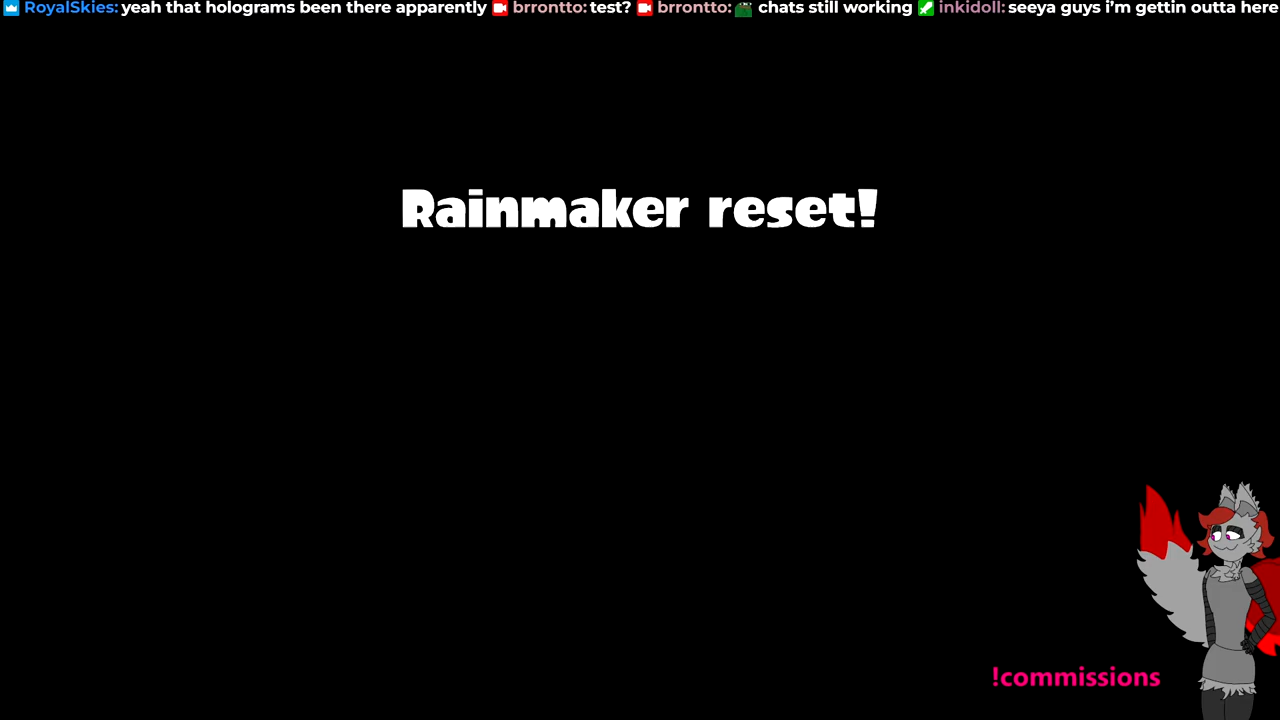 RoyalSkies: yeah that holograms been there apparently brrontto: test? brrontto: chats still working inkidoll: seeya guys i’m gettin outta here
Rainmaker reset!
!commissions